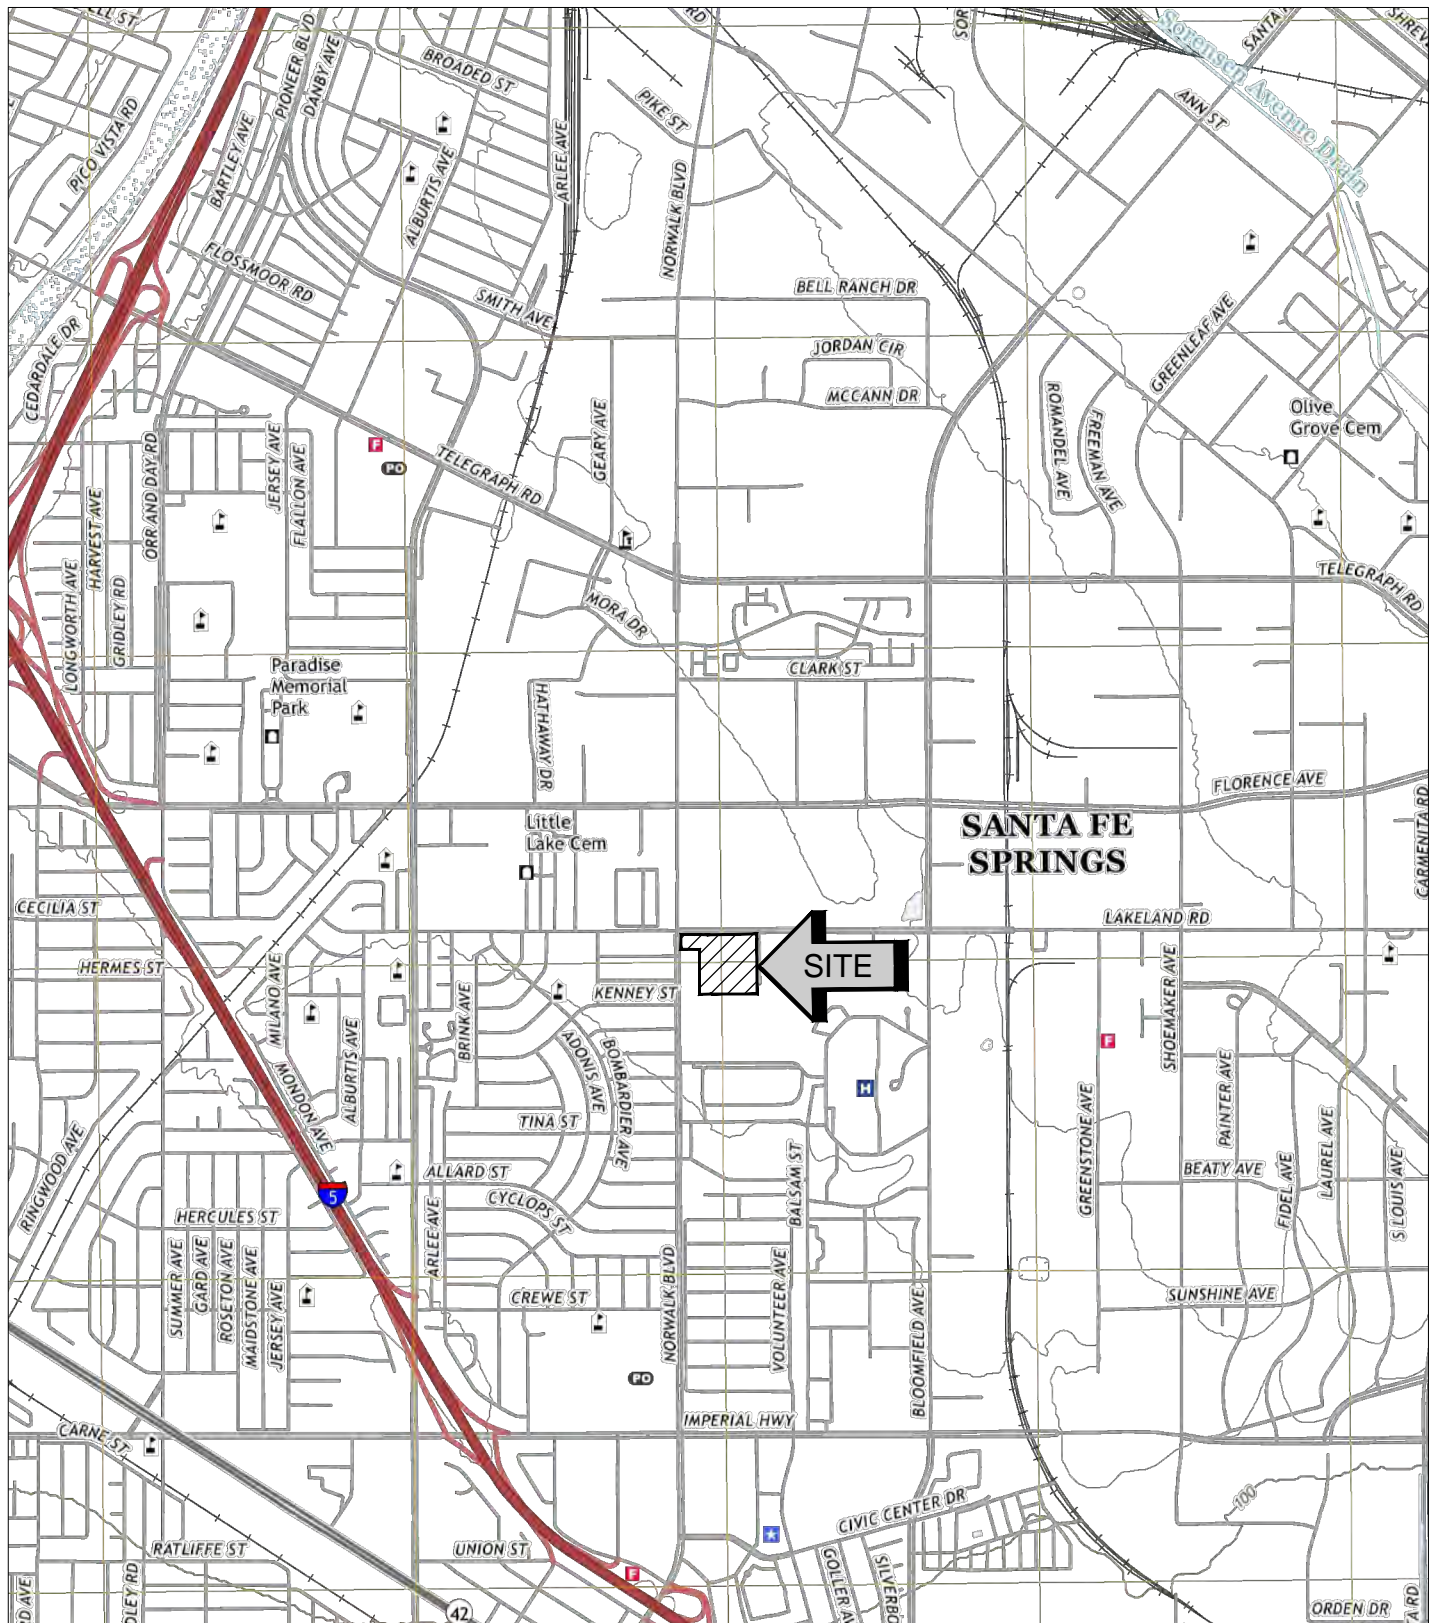 BROADED ST
PIONEER BLVD
DANBY AVE
PICO VISTA RD
BARTLEY AVE
ALBURTIS AVE
ARLEE AVE
PIKE ST
NORWALK BLVD
ANN ST
Sorensen Avenue Drain
FLOSSMOOR RD
SMITH AVE
BELL RANCH DR
JORDAN CIR
MCCANN DR
GREENLEAF AVE
CEDARDALE DR
ROMANDEL AVE
FREEMAN AVE
Olive
Grove Cem
GEARY AVE
F
PO
TELEGRAPH RD
ORR AND DAY RD
JERSEY AVE
FLALLON AVE
HARVEST AVE
LONGWORTH AVE
GRIDLEY RD
TELEGRAPH RD
MORA DR
CLARK ST
Paradise
Memorial
Park
HATHAWAY DR
FLORENCE AVE
CARMENITA RD
Little
Lake Cem
SANTA FE
SPRINGS
CECILIA ST
LAKELAND RD
HERMES ST
SITE
KENNEY ST
MILANO AVE
BRINK AVE
SHOEMAKER AVE
F
ADONIS AVE
BOMBARDIER AVE
ALBURTIS AVE
MONDON AVE
H
PAINTER AVE
GREENSTONE AVE
TINA ST
RINGWOOD AVE
LAUREL AVE
ALLARD ST
BALSAM ST
BEATY AVE
FIDEL AVE
S LOUIS AVE
5
CYCLOPS ST
HERCULES ST
ARLEE AVE
SUMMER AVE
GARD AVE
ROSETON AVE
MAIDSTONE AVE
JERSEY AVE
NORWALK BLVD
VOLUNTEER AVE
BLOOMFIELD AVE
CREWE ST
SUNSHINE AVE
PO
IMPERIAL HWY
CARNE ST
100
CIVIC CENTER DR
RATLIFFE ST
UNION ST
F
42
ORDEN DR